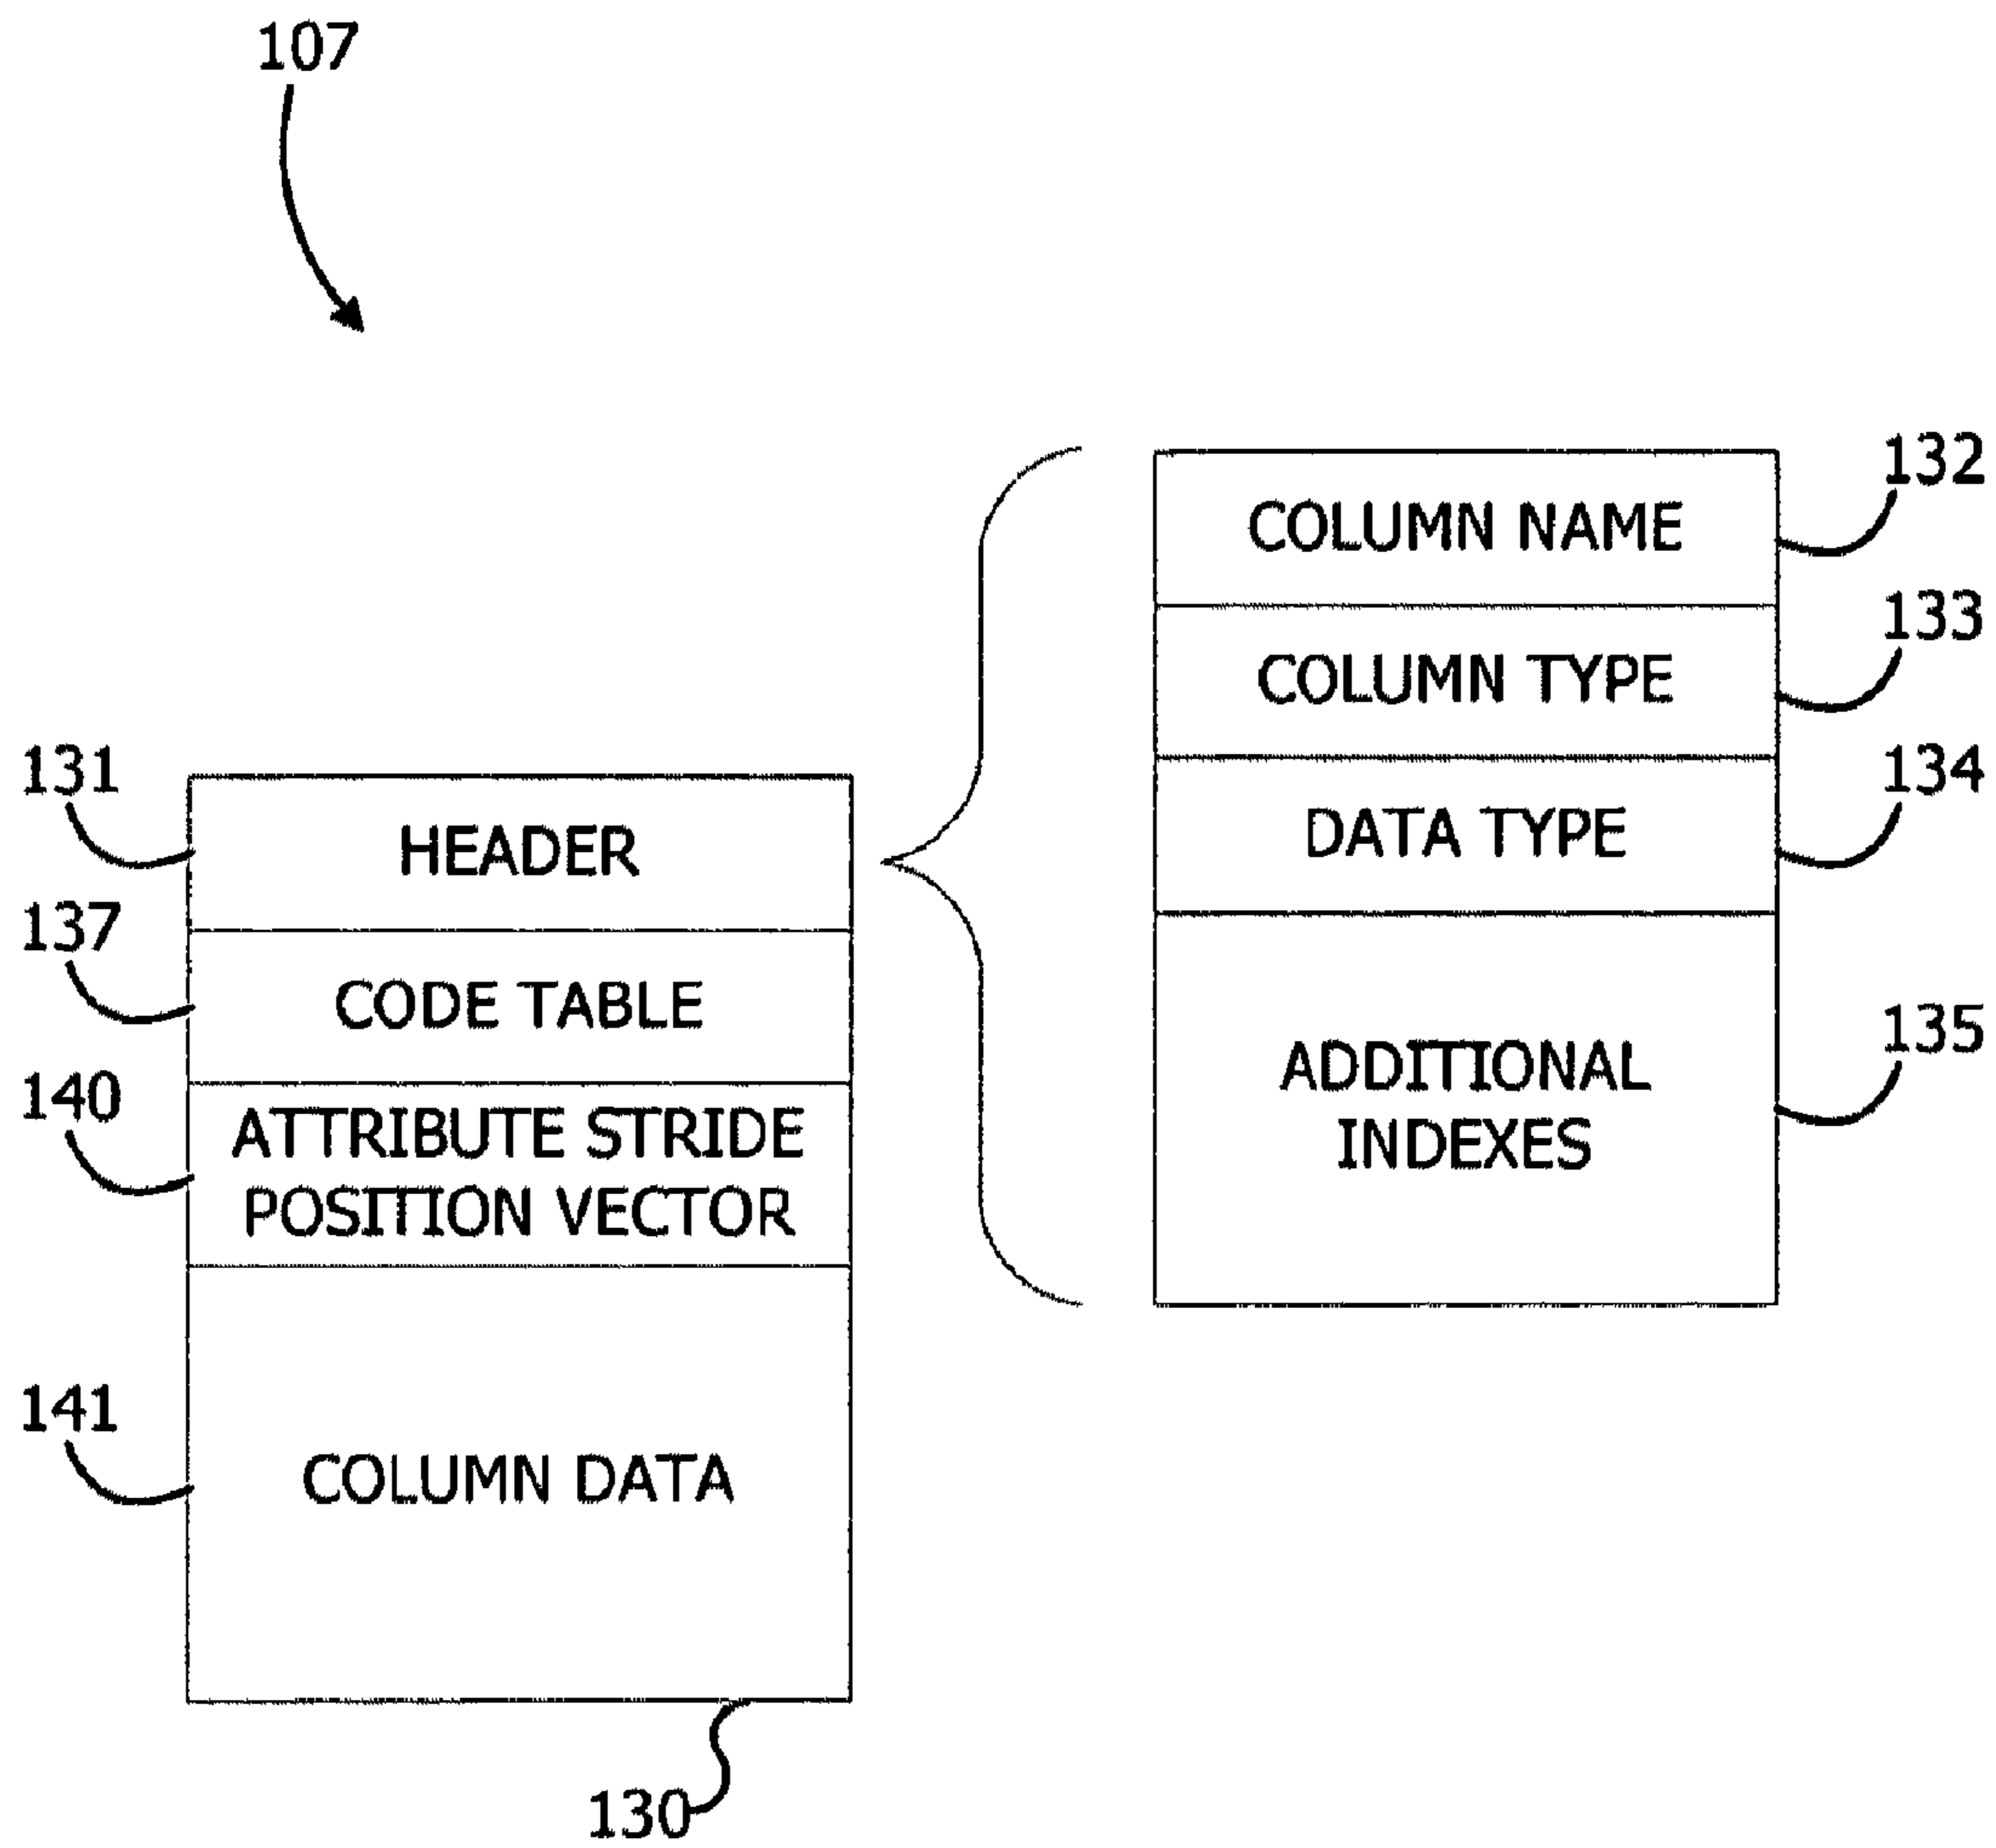 107
131
HEADER
137
CODE TABLE
140
ATTRIBUTE STRIDE
POSITION VECTOR
141
COLUMN DATA
130
132
COLUMN NAME
133
COLUMN TYPE
134
DATA TYPE
135
ADDITIONAL
INDEXES